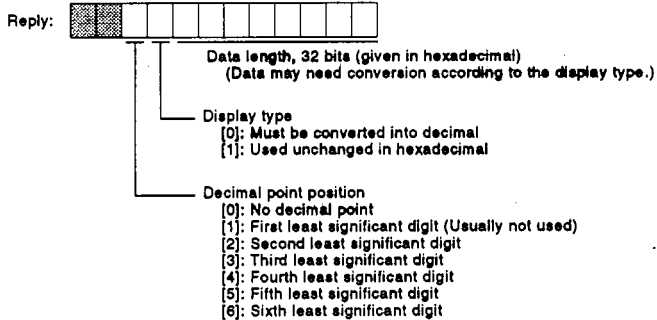 Reply:
Data length, 32 bits (given in hexadecimal)
(Data may need conversion according to the display type.)
Display type
[0]: Must be converted into decimal
[1]: Used unchanged in hexadecimal
Decimal point position
[0]: No decimal point
[1]: First least significant digit (Usually not used)
[2]: Second least significant digit
[3]: Third least significant digit
[4]: Fourth least significant digit
[5]: Fifth least significant digit
[6]: Sixth least significant digit